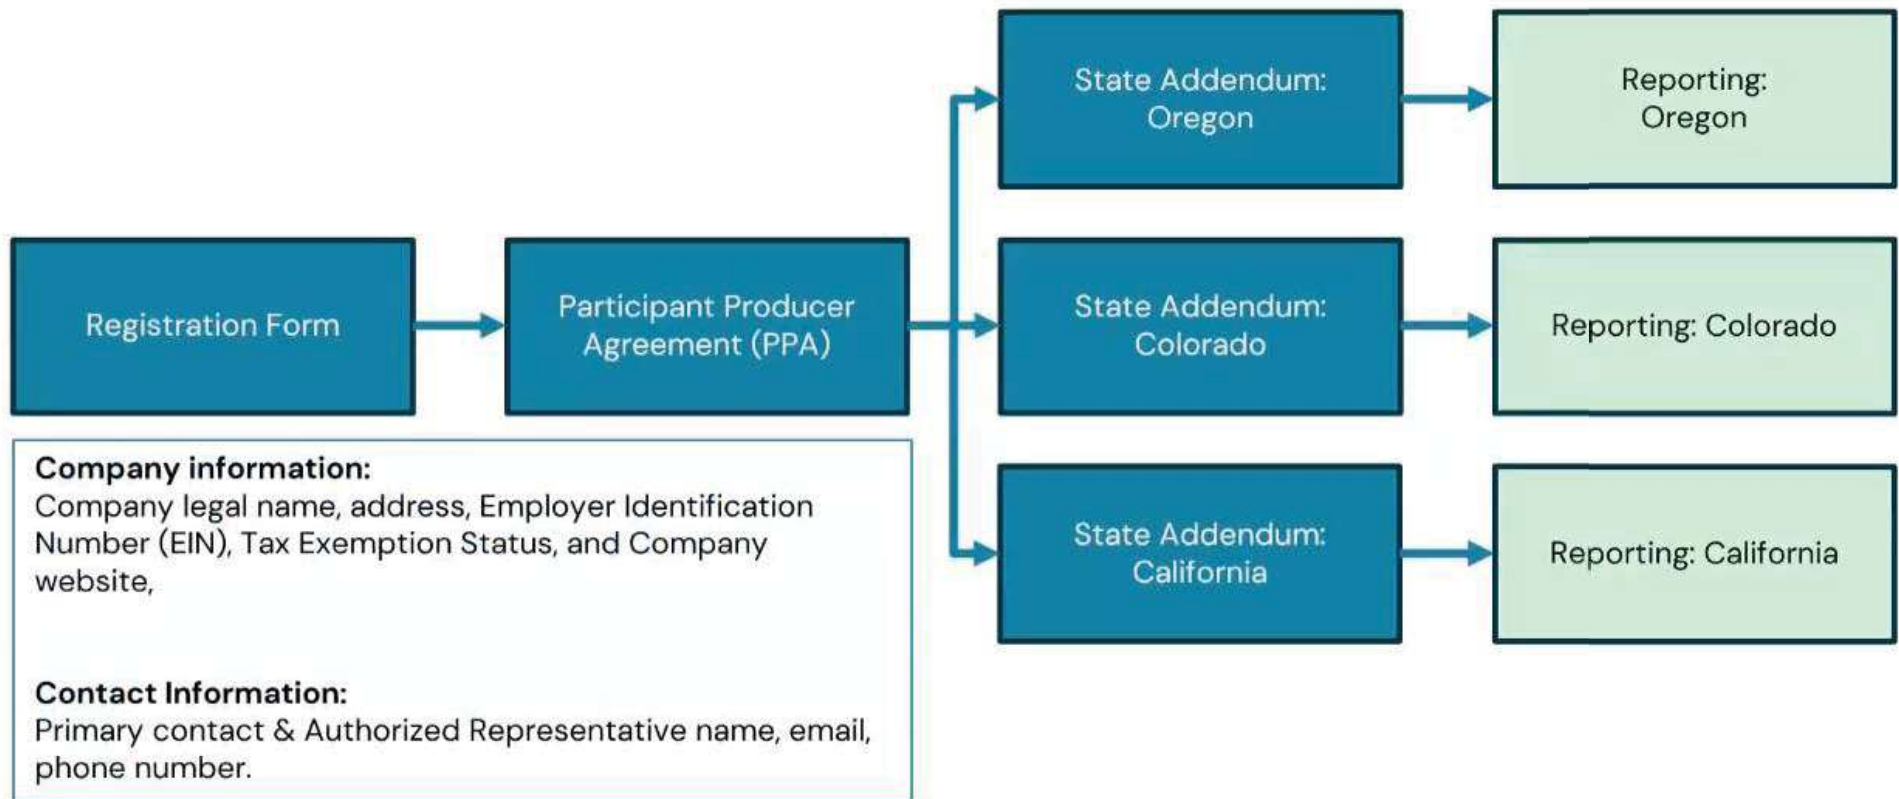 Registration Form
Participant Producer
Agreement (PPA)
State Addendum:
Oregon
Reporting:
Oregon
State Addendum:
Colorado
Reporting: Colorado
State Addendum:
California
Reporting: California
Company information:
Company legal name, address, Employer Identification
Number (EIN), Tax Exemption Status, and Company
website,
Contact Information:
Primary contact & Authorized Representative name, email,
phone number.